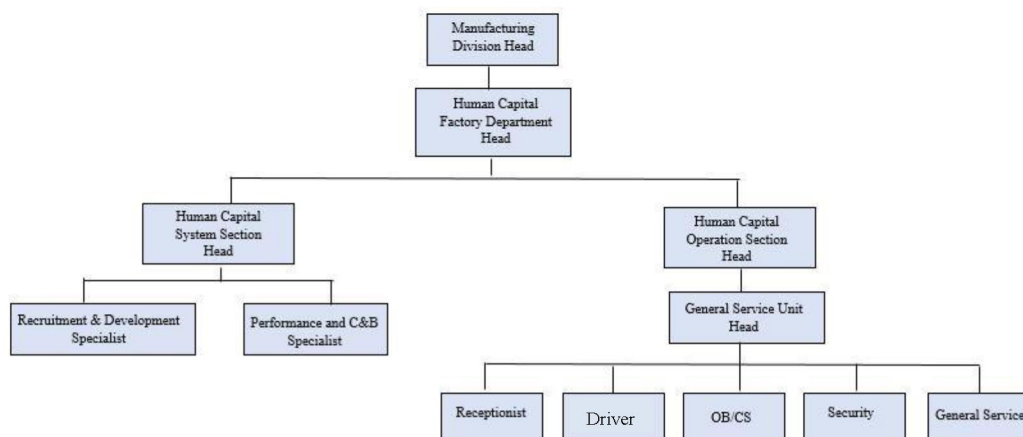 Manufacturing
Division Head
Human Capital
Factory Department
Head
Human Capital
System Section
Head
Human Capital
Operation Section
Head
Recruitment & Development
Specialist
Performance and C&B
Specialist
General Service Unit
Head
Receptionist
Driver
OB/CS
Security
General Service